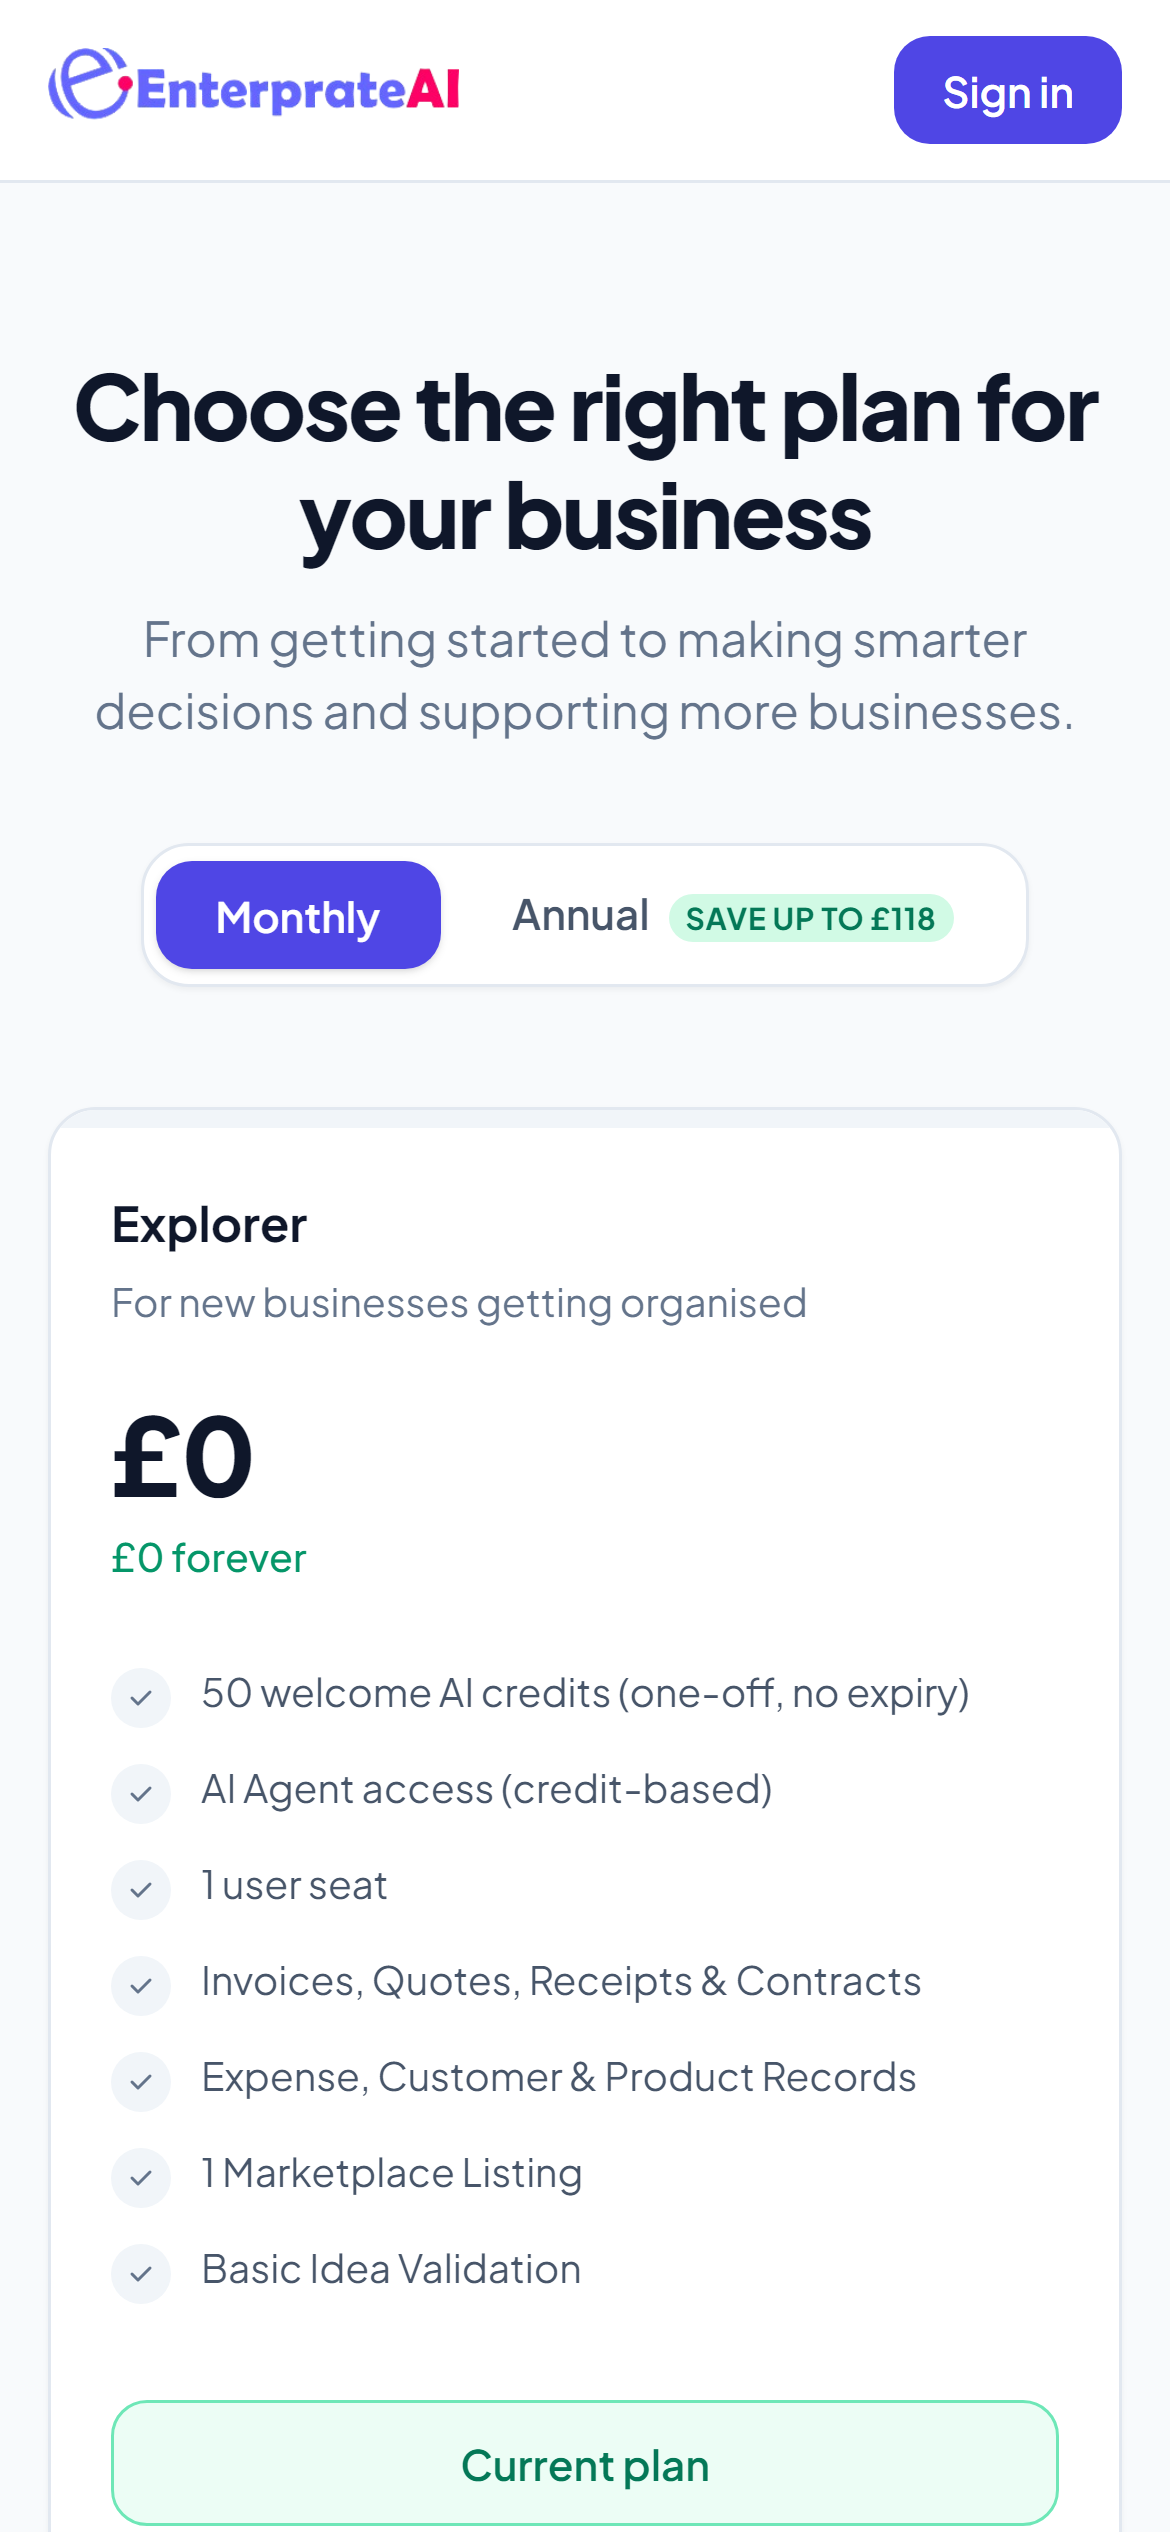 EnterprateAI
Sign in
Choose the right plan for
your business
From getting started to making smarter
decisions and supporting more businesses.
Monthly
Annual SAVE UP TO £118
Explorer
For new businesses getting organised
£0
£0 forever
50 welcome AI credits (one-off, no expiry)
AI Agent access (credit-based)
1 user seat
Invoices, Quotes, Receipts & Contracts
Expense, Customer & Product Records
1 Marketplace Listing
Basic Idea Validation
Current plan